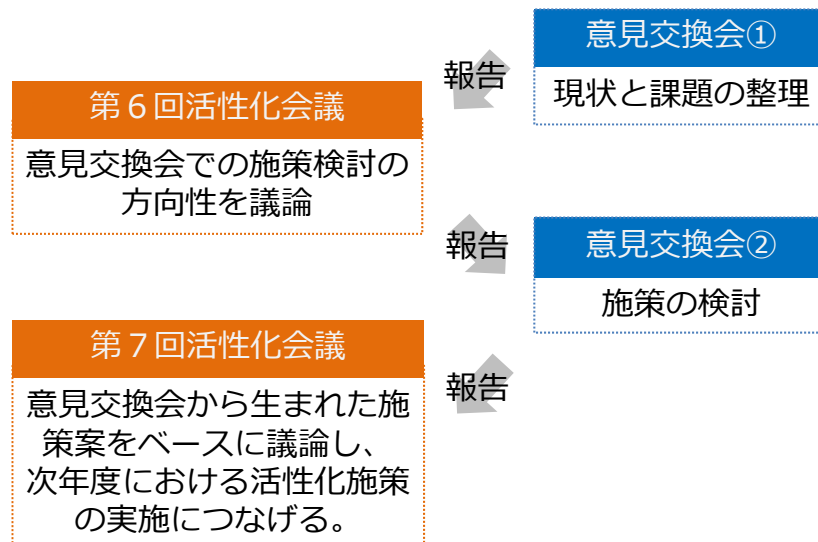 意見交換会①
現状と課題の整理
報告
第６回活性化会議
意見交換会での施策検討の
方向性を議論
報告
意見交換会②
施策の検討
報告
第７回活性化会議
意見交換会から生まれた施
策案をベースに議論し、
次年度における活性化施策
の実施につなげる。